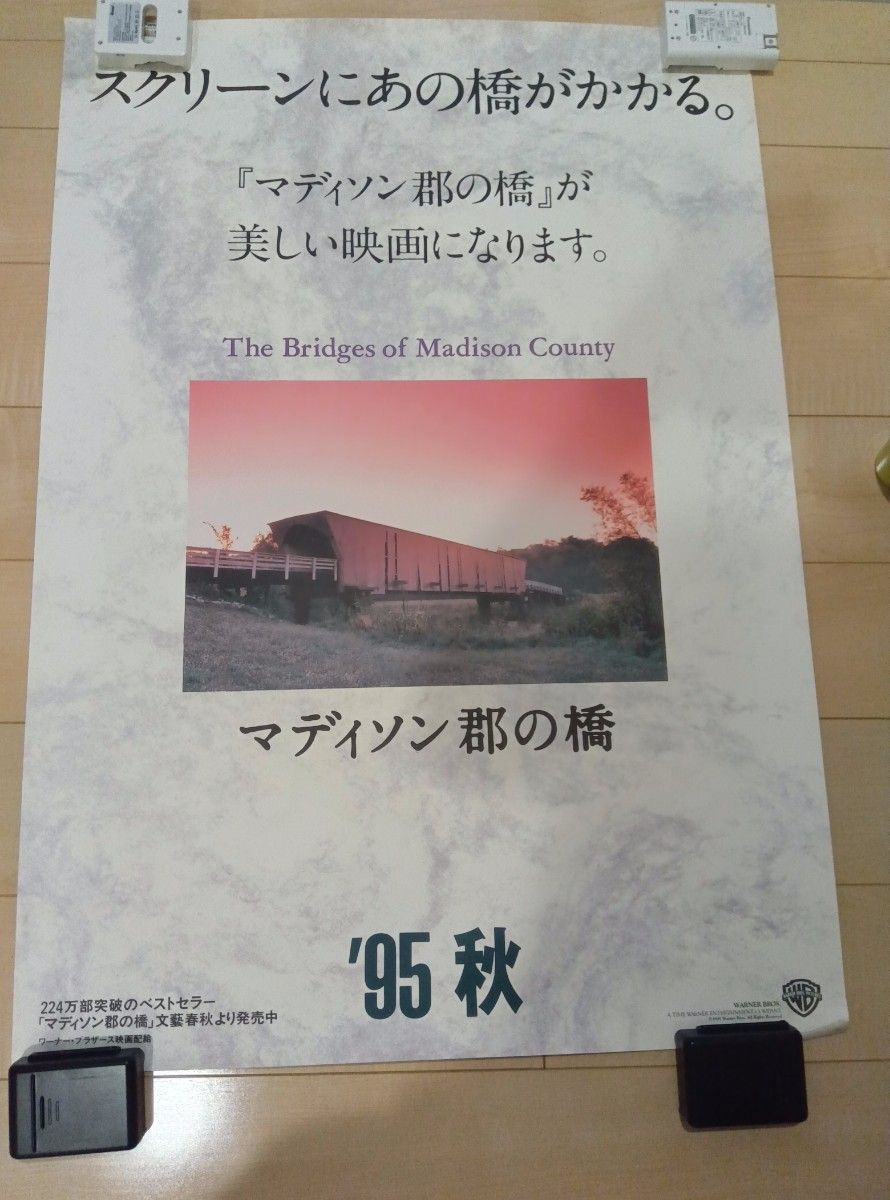 スクリーンにあの橋がかかる。
『マディソン郡の橋』が
美しい映画になります。
The Bridges of Madison County
マディソン郡の橋
'95 秋
224万部突破のベストセラー
「マディソン郡の橋」文藝春秋より発売中
ワーナー・ブラザース映画配給
WARNER BROS.
A TIME WARNER ENTERTAINMENT COMPANY
WB